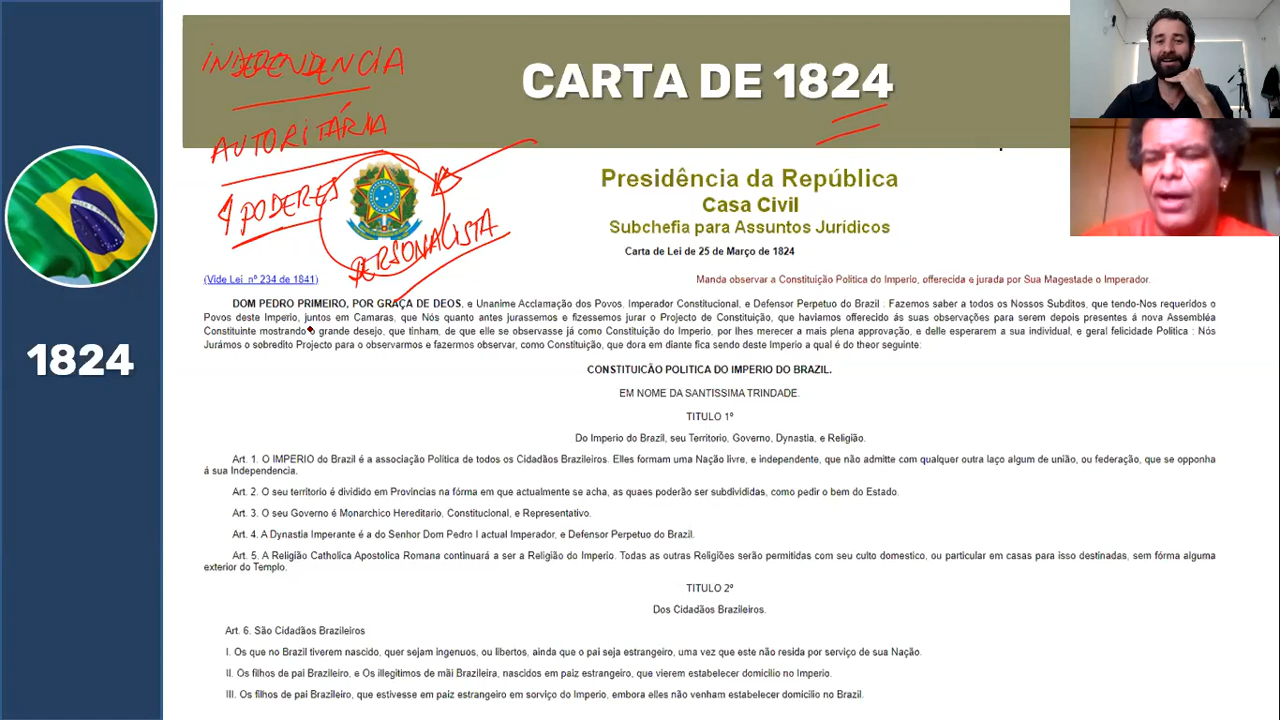 INDEPENDENCIA
CARTA DE 1824
AUTORITÁRIA
4 PODERES
PERSONALISTA
Presidência da República
Casa Civil
Subchefia para Assuntos Jurídicos
Carta de Lei de 25 de Março de 1824
(Vide Lei nº 234 de 1841)
Manda observar a Constituição Politica do Imperio, offerecida e jurada por Sua Magestade o Imperador.
DOM PEDRO PRIMEIRO, POR GRAÇA DE DEOS, e Unanime Acclamação dos Povos, Imperador Constitucional, e Defensor Perpetuo do Brazil . Fazemos saber a todos os Nossos Subditos, que tendo-Nos requeridos o
Povos deste Imperio, juntos em Camaras, que Nós quanto antes jurassemos e fizessemos jurar o Projecto de Constituição, que haviamos offerecido ás suas observações para serem depois presentes á nova Assembléa
Constituinte mostrando o grande desejo, que tinham, de que elle se observasse já como Constituição do Imperio, por lhes merecer a mais plena approvação, e delle esperarem a sua individual, e geral felicidade Politica : Nós
Jurámos o sobredito Projecto para o observarmos e fazermos observar, como Constituição, que dora em diante fica sendo deste Imperio a qual é do theor seguinte:
1824
CONSTITUICÃO POLITICA DO IMPERIO DO BRAZIL.
EM NOME DA SANTISSIMA TRINDADE.
TITULO 1º
Do Imperio do Brazil, seu Territorio, Governo, Dynastia, e Religião.
Art. 1. O IMPERIO do Brazil é a associação Politica de todos os Cidadãos Brazileiros. Elles formam uma Nação livre, e independente, que não admitte com qualquer outra laço algum de união, ou federação, que se opponha
á sua Independencia.
Art. 2. O seu territorio é dividido em Provincias na fórma em que actualmente se acha, as quaes poderão ser subdivididas, como pedir o bem do Estado.
Art. 3. O seu Governo é Monarchico Hereditario, Constitucional, e Representativo.
Art. 4. A Dynastia Imperante é a do Senhor Dom Pedro I actual Imperador, e Defensor Perpetuo do Brazil.
Art. 5. A Religião Catholica Apostolica Romana continuará a ser a Religião do Imperio. Todas as outras Religiões serão permitidas com seu culto domestico, ou particular em casas para isso destinadas, sem fórma alguma
exterior do Templo.
TITULO 2º
Dos Cidadãos Brazileiros.
Art. 6. São Cidadãos Brazileiros
I. Os que no Brazil tiverem nascido, quer sejam ingenuos, ou libertos, ainda que o pai seja estrangeiro, uma vez que este não resida por serviço de sua Nação.
II. Os filhos de pai Brazileiro, e Os illegitimos de mãi Brazileira, nascidos em paiz estrangeiro, que vierem estabelecer domicilio no Imperio.
III. Os filhos de pai Brazileiro, que estivesse em paiz estrangeiro em sorviço do Imperio, embora elles não venham estabelecer domicilio no Brazil.